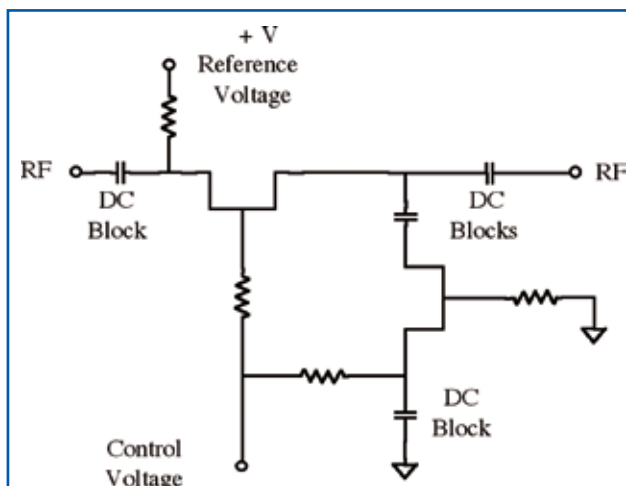 + V
Reference
Voltage
RF
RF
DC
Block
DC
Blocks
DC
Block
Control
Voltage